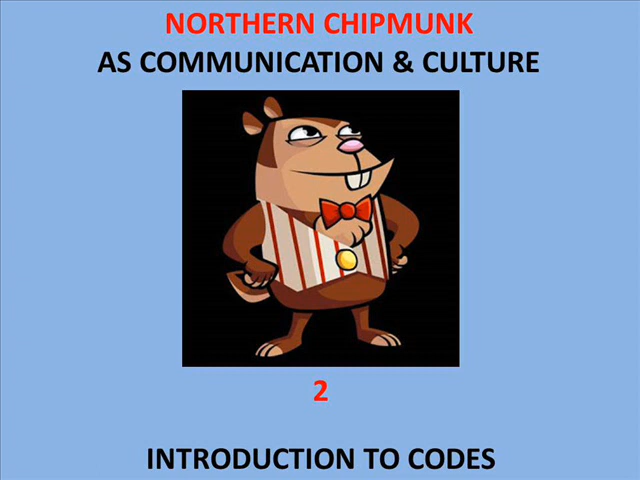 NORTHERN CHIPMUNK
AS COMMUNICATION & CULTURE
2
INTRODUCTION TO CODES